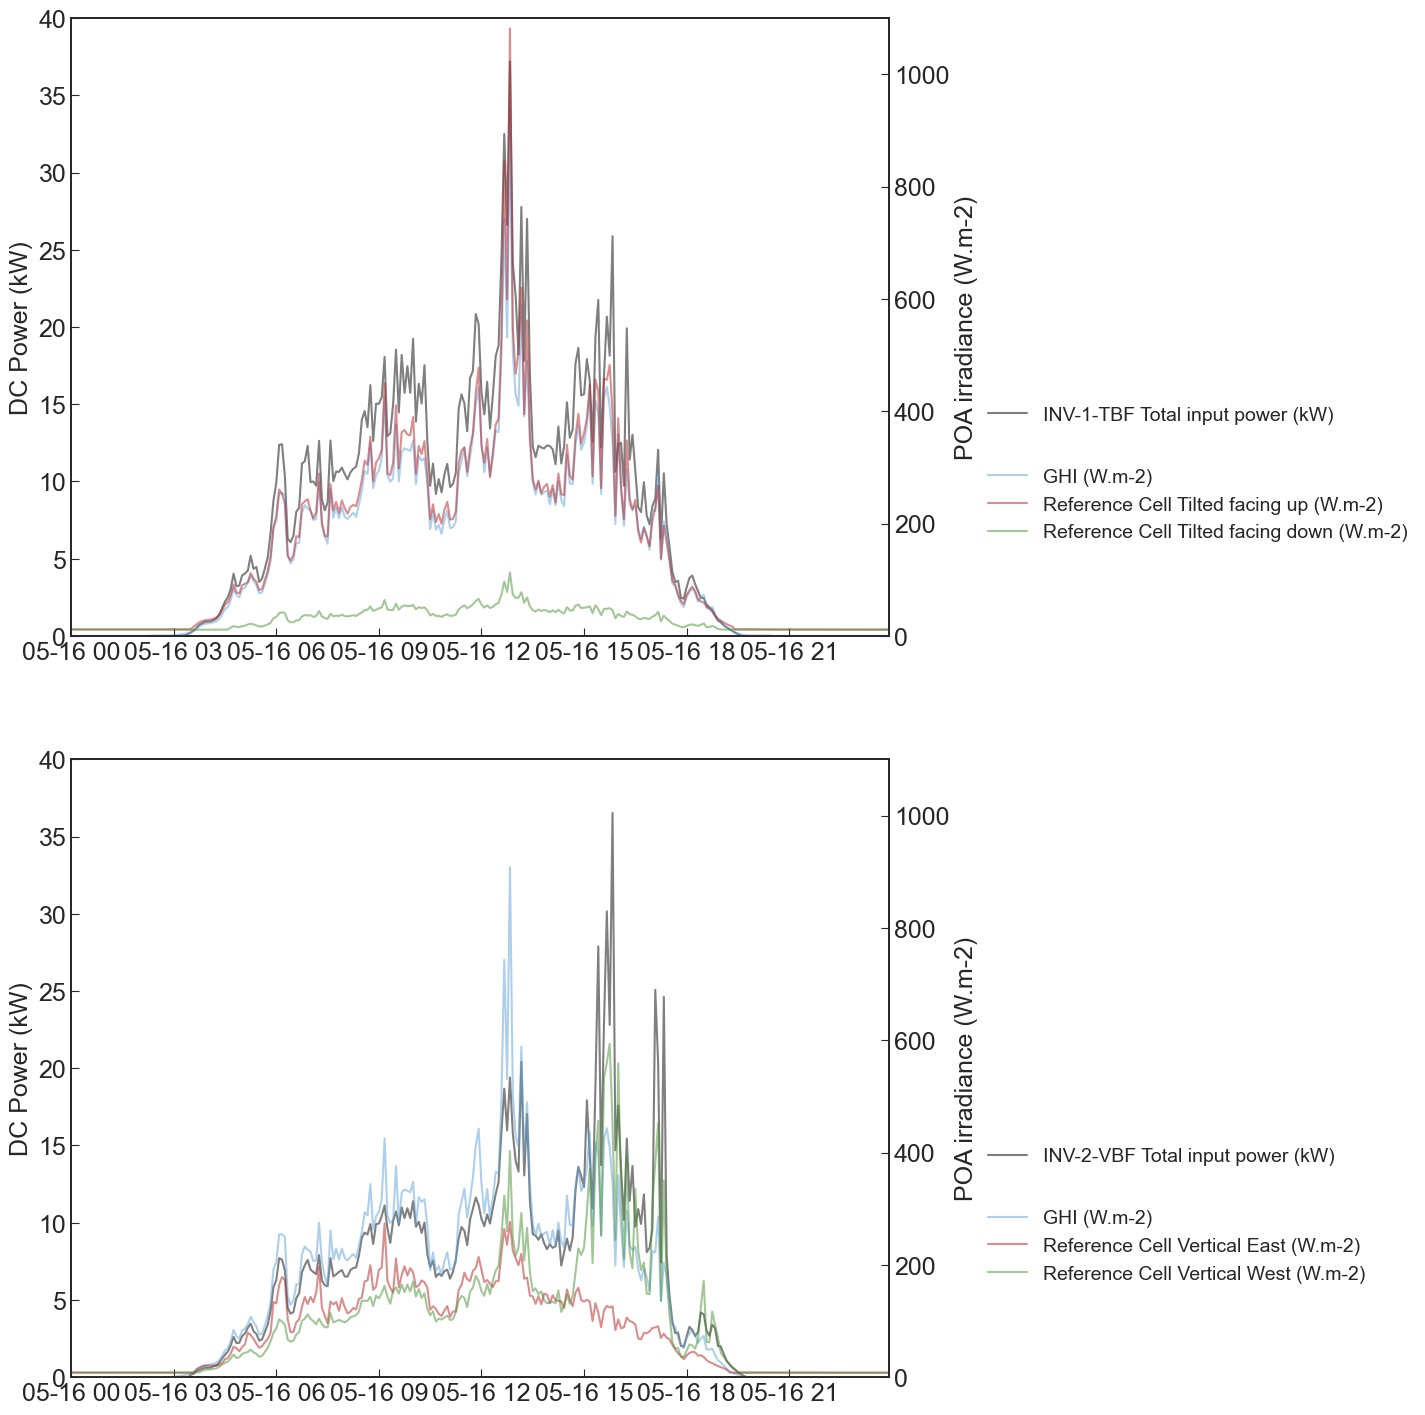 40
35
30
25
20
15
10
5
0
DC Power (kW)
1000
800
600
400
200
0
POA irradiance (W.m-2)
05-16 00 05-16 03 05-16 06 05-16 09 05-16 12 05-16 15 05-16 18 05-16 21
INV-1-TBF Total input power (kW)
GHI (W.m-2)
Reference Cell Tilted facing up (W.m-2)
Reference Cell Tilted facing down (W.m-2)
40
35
30
25
20
15
10
5
0
DC Power (kW)
1000
800
600
400
200
0
POA irradiance (W.m-2)
05-16 00 05-16 03 05-16 06 05-16 09 05-16 12 05-16 15 05-16 18 05-16 21
INV-2-VBF Total input power (kW)
GHI (W.m-2)
Reference Cell Vertical East (W.m-2)
Reference Cell Vertical West (W.m-2)